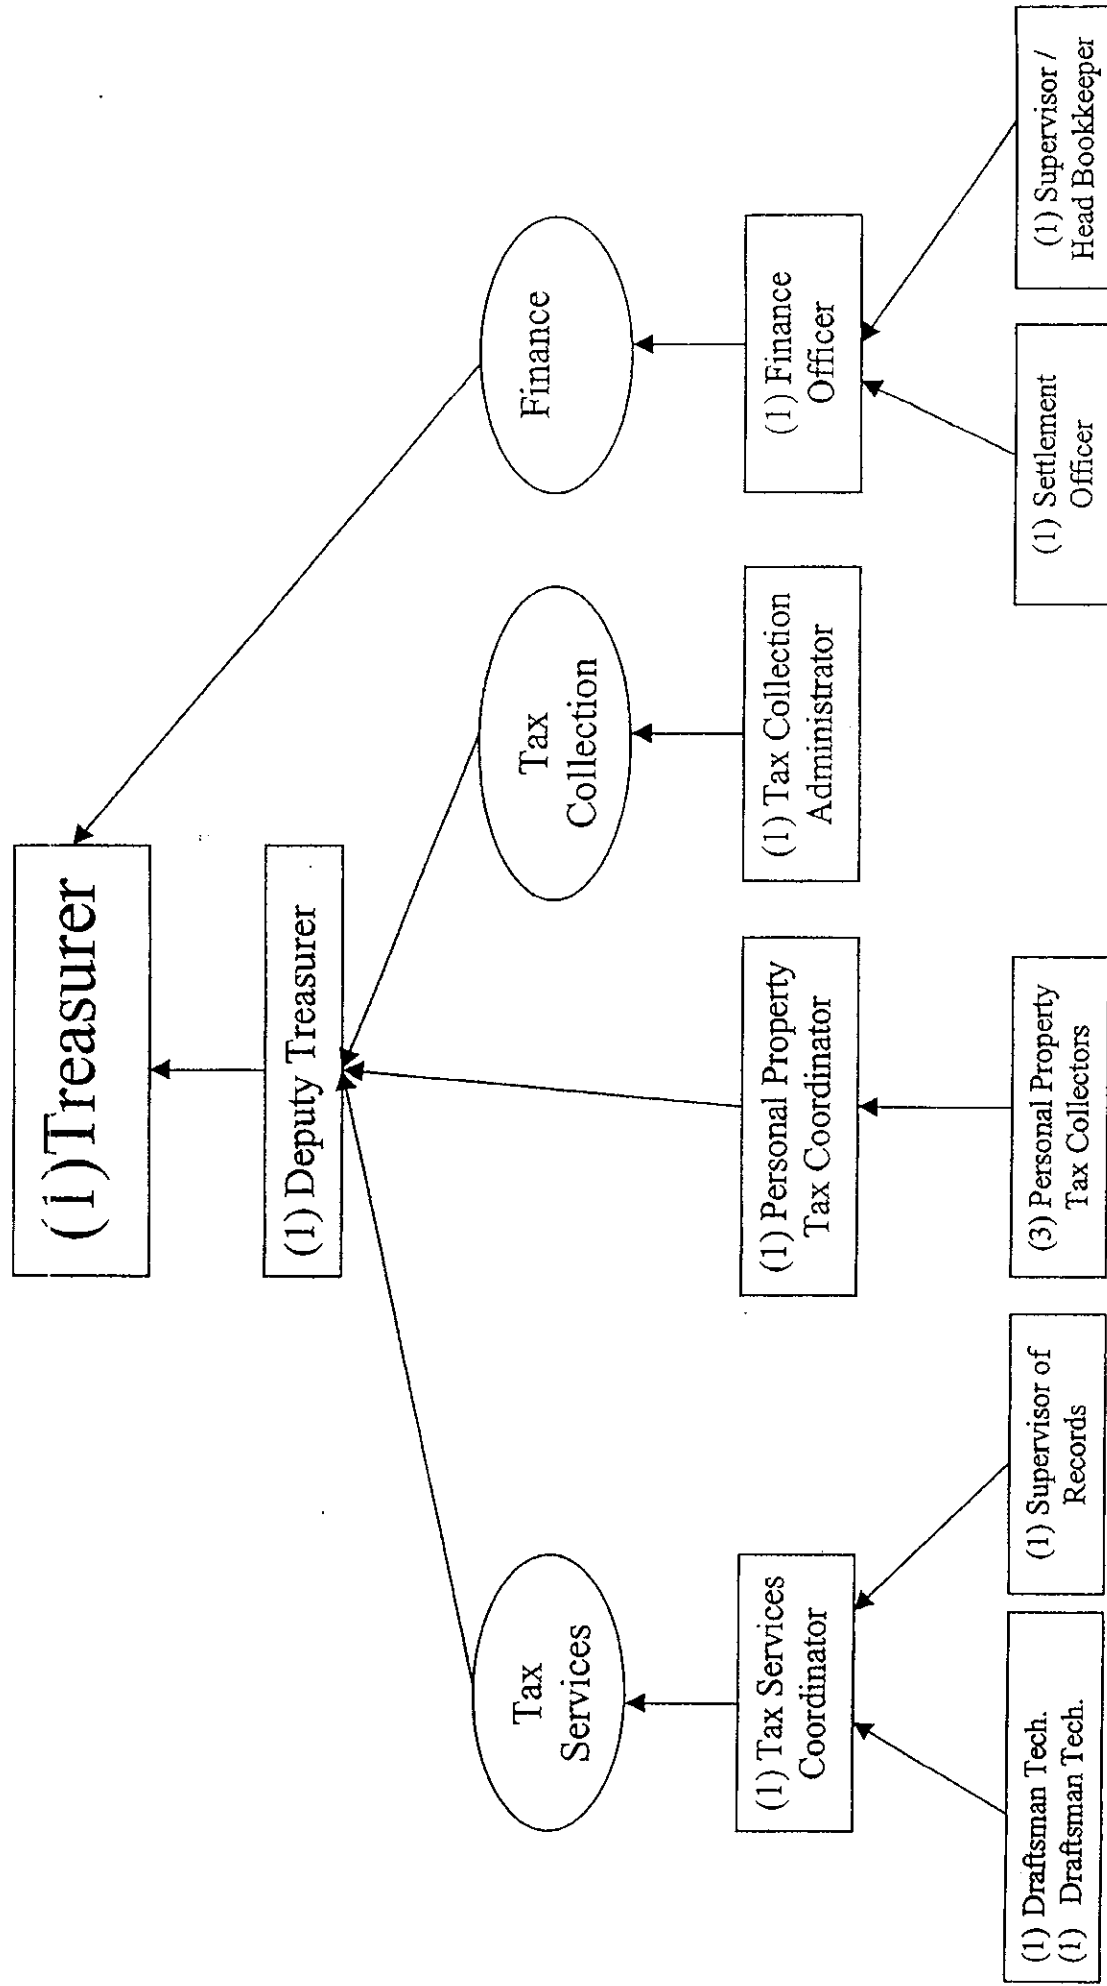 (1)Treasurer
(1) Deputy Treasurer
Tax
Services
Tax
Collection
Finance
(1) Tax Services
Coordinator
(1) Personal Property
Tax Coordinator
(1) Tax Collection
Administrator
(1) Finance
Officer
(1) Draftsman Tech.
(1) Draftsman Tech.
(1) Supervisor of
Records
(3) Personal Property
Tax Collectors
(1) Settlement
Officer
(1) Supervisor /
Head Bookkeeper